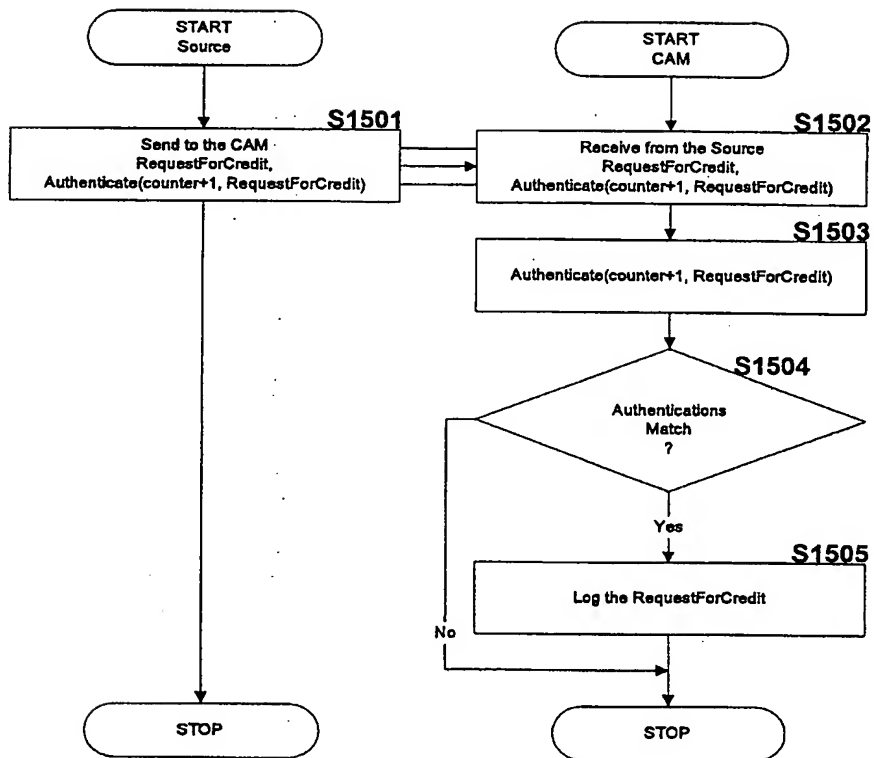 START
Source
START
CAM
S1501
Send to the CAM
RequestForCredit,
Authenticate(counter+1, RequestForCredit)
S1502
Receive from the Source
RequestForCredit,
Authenticate(counter+1, RequestForCredit)
S1503
Authenticate(counter+1, RequestForCredit)
S1504
Authentications
Match
?
Yes
S1505
Log the RequestForCredit
No
STOP
STOP